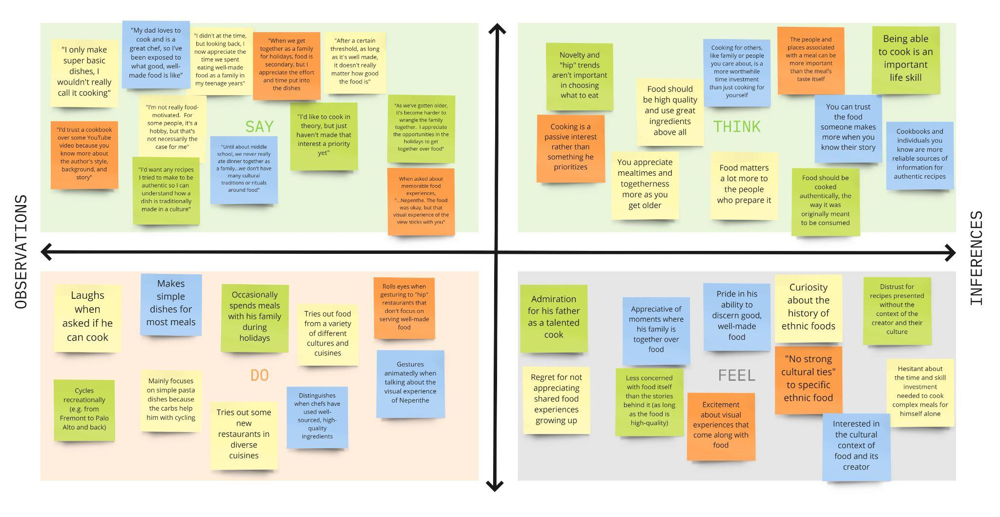 "I only make
super basic
dishes, I
wouldn't really
call it cooking"
"My dad loves to
cook and is a
great chef, so I've
been exposed to
what good, well-
made food is like"
"I didn't at the time,
but looking back, I
now appreciate the
time we spent
eating well-made
food as a family in
my teenage years"
"When we get
together as a family
for holidays, food is
secondary, but I
appreciate the effort
and time put into
the dishes
"After a certain
threshold, as long
as it's well made,
it doesn't really
matter how good
the food is"
"I'd trust a cookbook
over some YouTube
video because you
know more about
the author's style,
background, and
story"
"I'm not really food-
motivated. For
some people, it's a
hobby, but that's
not necessarily the
case for me"
SAY
"I'd like to cook in
theory, but just
haven't made that
interest a priority
yet"
"As we've gotten older,
it's become harder to
wrangle the family
together. I appreciate
the opportunities in the
holidays to get
together over food"
"I'd want any recipes
I tried to make to be
authentic so I can
understand how a
dish is traditionally
made in a culture"
"Until about middle
school, we never really
ate dinner together as
a family...we don't have
many cultural
traditions or rituals
around food"
When asked about
memorable food
experiences,
"...Nepenthe. The food
was okay, but that
visual experience of the
view sticks with you"
Novelty and
"hip" trends
aren't important
in choosing
what to eat
Food should
be high quality
and use great
ingredients
above all
Cooking for others,
like family or people
you care about, is a
more worthwhile
time investment
than just cooking for
yourself
The people and
places associated
with a meal can be
more important
than the meal's
taste itself
Being able
to cook is an
important
life skill
Cooking is a
passive interest
rather than
something he
prioritizes
THINK
You can trust
the food
someone makes
more when you
know their story
Cookbooks and
individuals you
know are more
reliable sources of
information for
authentic recipes
You appreciate
mealtimes and
togetherness
more as you
get older
Food matters
a lot more to
the people
who prepare it
Food should be
cooked
authentically, the
way it was
originally meant
to be consumed
OBSERVATIONS
INFERENCES
Laughs
when
asked if he
can cook
Makes
simple
dishes for
most meals
Occasionally
spends meals
with his family
during
holidays
Tries out food
from a variety
of different
cultures and
cuisines
Rolls eyes when
gesturing to "hip"
restaurants that
don't focus on
serving well-made
food
Cycles
recreationally
(e.g. from
Fremont to Palo
Alto and back)
Mainly focuses
on simple pasta
dishes because
the carbs help
him with cycling
DO
Tries out some
new
restaurants in
diverse
cuisines
Distinguishes
when chefs have
used well-
sourced, high-
quality
ingredients
Gestures
animatedly when
talking about the
visual experience
of Nepenthe
Admiration
for his father
as a talented
cook
Appreciative of
moments where
his family is
together over
food
Pride in his
ability to
discern good,
well-made
food
Curiosity
about the
history of
ethnic foods
Distrust for
recipes presented
without the
context of the
creator and their
culture
Regret for not
appreciating
shared food
experiences
growing up
Less concerned
with food itself
than the stories
behind it (as long
as the food is
high-quality)
FEEL
Excitement
about visual
experiences that
come along with
food
"No strong
cultural ties"
to specific
ethnic food
Hesitant about
the time and skill
investment
needed to cook
complex meals for
himself alone
Interested in
the cultural
context of
food and its
creator